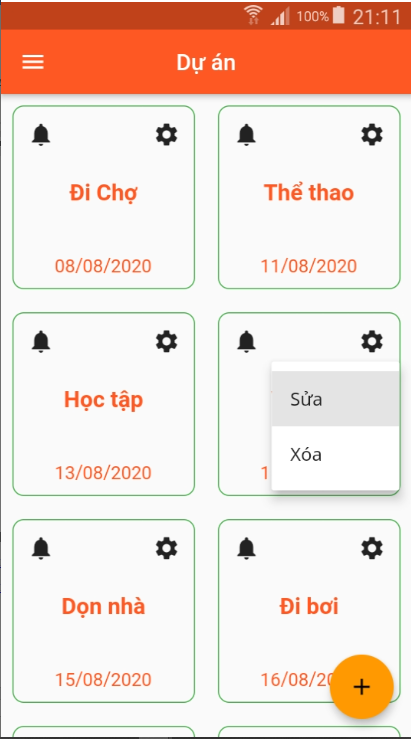 100% 21:11
Dự án
Đi Chợ
08/08/2020
Thể thao
11/08/2020
Học tập
13/08/2020
Sửa
Xóa
Dọn nhà
15/08/2020
Đi bơi
16/08/20